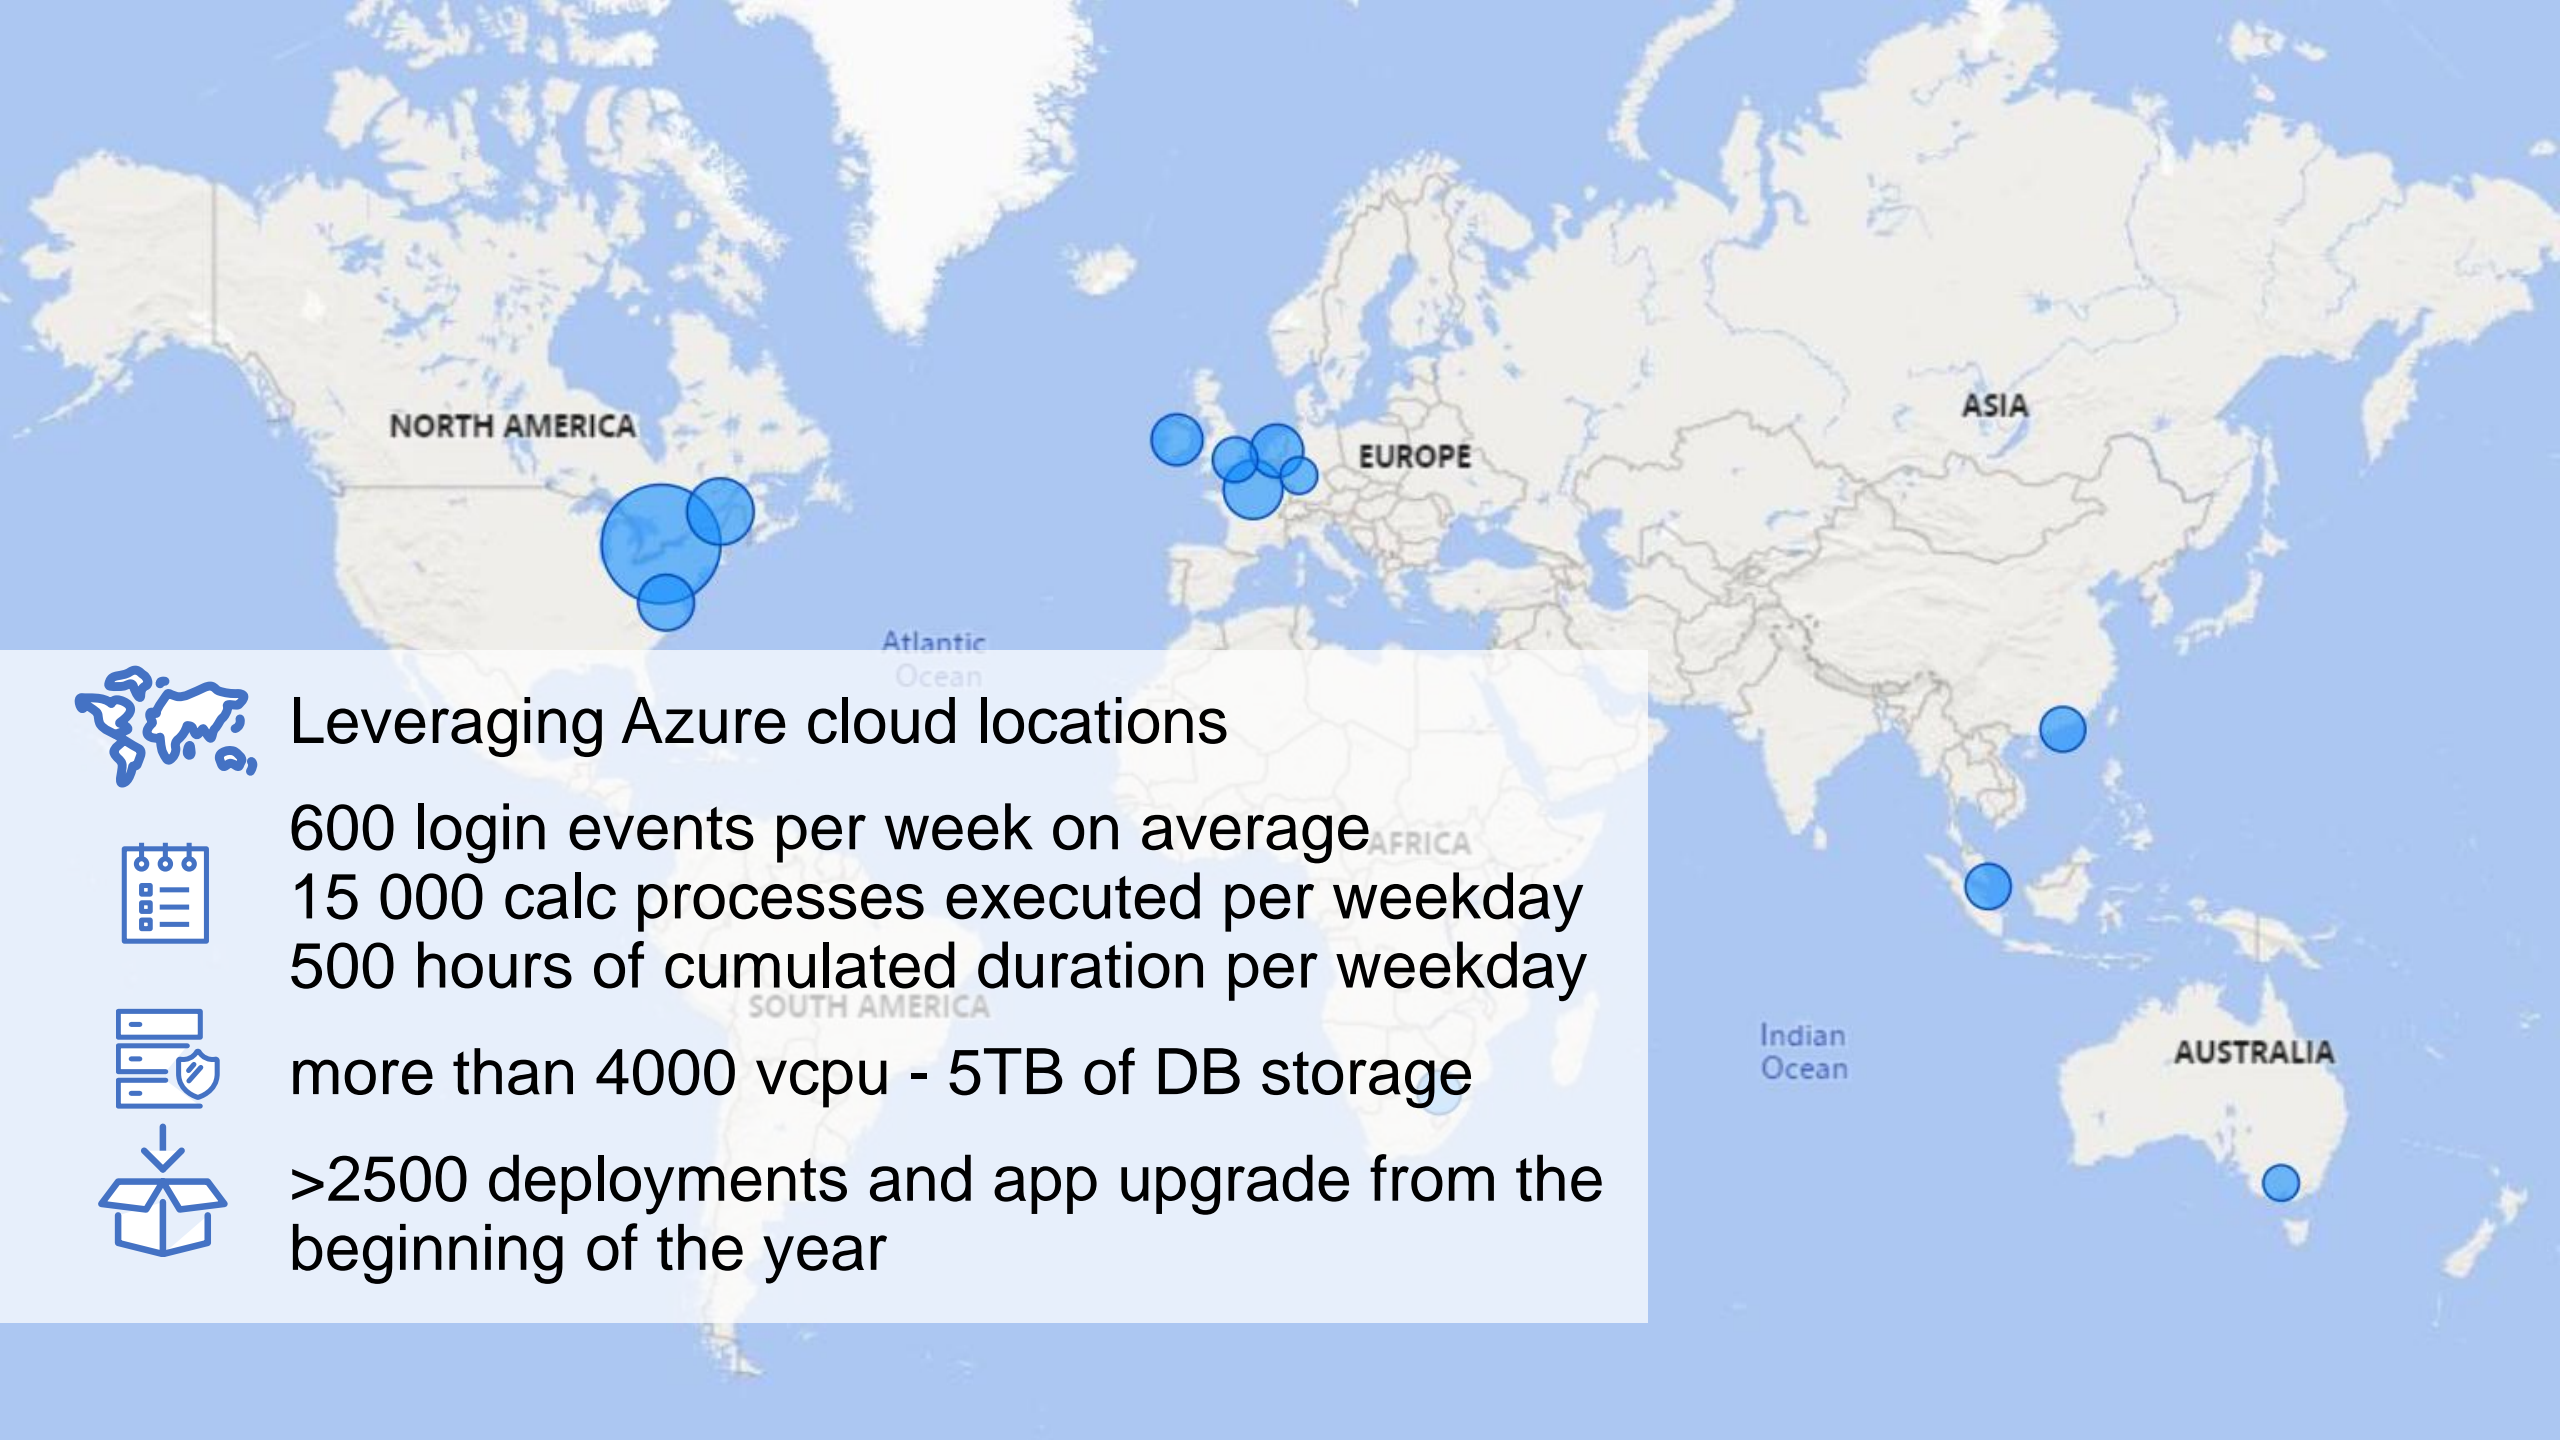 NORTH AMERICA
EUROPE
ASIA
Atlantic
Ocean
Leveraging Azure cloud locations
600 login events per week on average
AFRICA
15 000 calc processes executed per weekday
500 hours of cumulated duration per weekday
SOUTH AMERICA
Indian
Ocean
AUSTRALIA
more than 4000 vcpu - 5TB of DB storage
>2500 deployments and app upgrade from the
beginning of the year